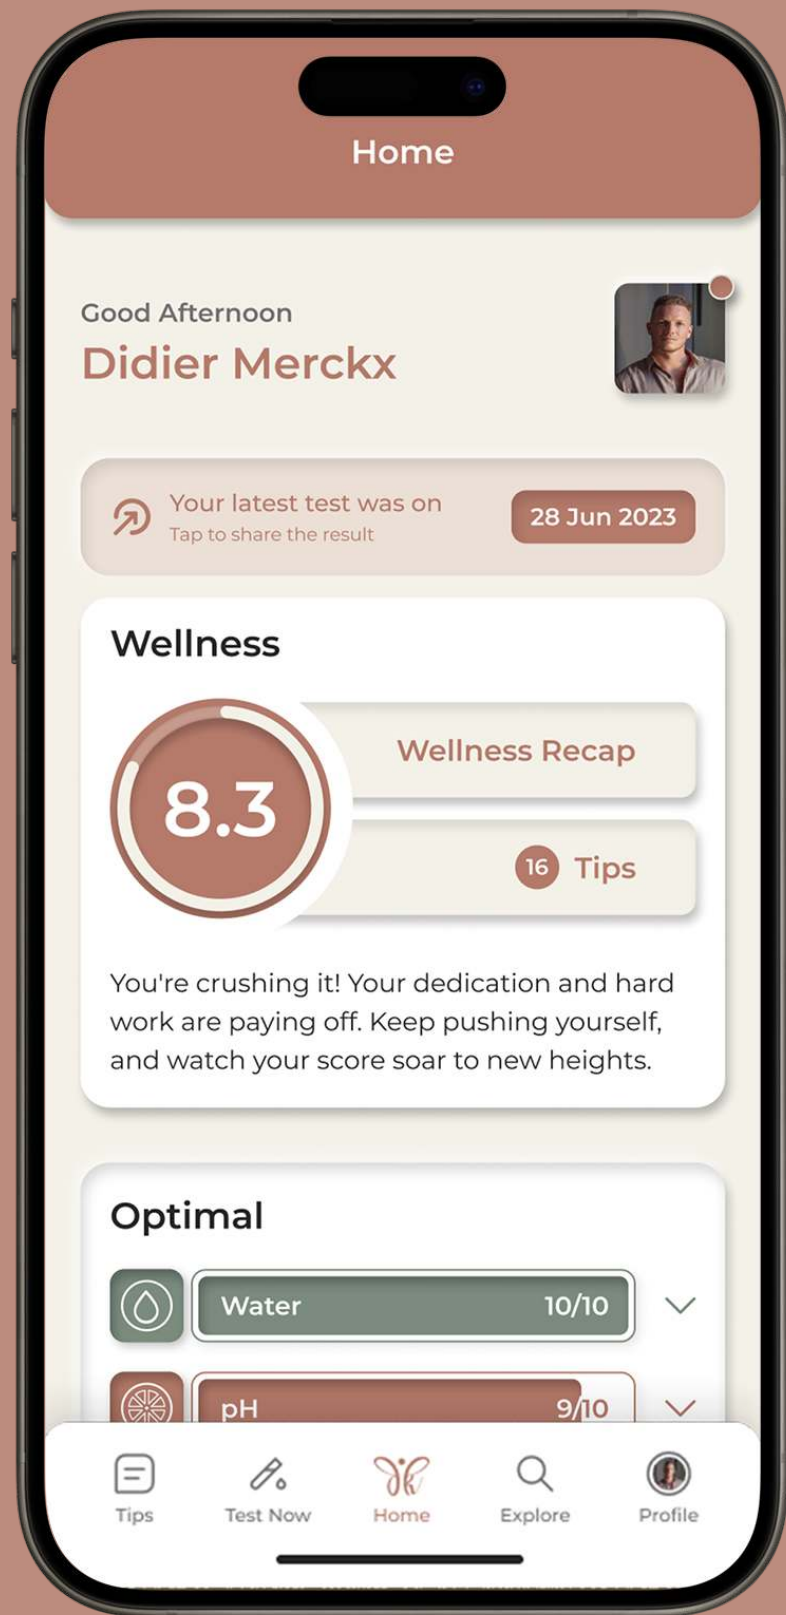 Home
Good Afternoon
Didier Merckx
Your latest test was on
Tap to share the result
28 Jun 2023
Wellness
8.3
Wellness Recap
16 Tips
You're crushing it! Your dedication and hard
work are paying off. Keep pushing yourself,
and watch your score soar to new heights.
Optimal
Water 10/10
pH 9/10
Tips Test Now Home Explore Profile